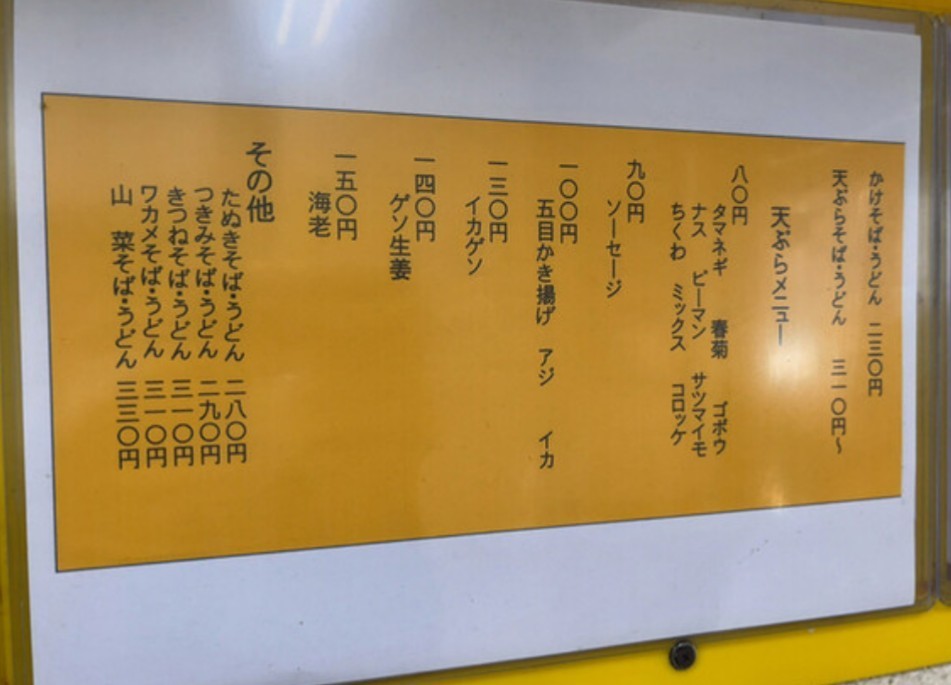 かけそば・うどん 二三〇円
天ぷらそば・うどん 三一〇円〜
天ぷらメニュー
八〇円
タマネギ 春菊 ゴボウ
ナス ピーマン サツマイモ
ちくわ ミックス コロッケ
九〇円
ソーセージ
一〇〇円
五目かき揚げ アジ イカ
一三〇円
イカゲソ
一四〇円
ゲソ生姜
一五〇円
海老
その他
たぬきそば・うどん 二八〇円
つきみそば・うどん 二九〇円
きつねそば・うどん 三一〇円
ワカメそば・うどん 三一〇円
山 菜そば・うどん 三三〇円